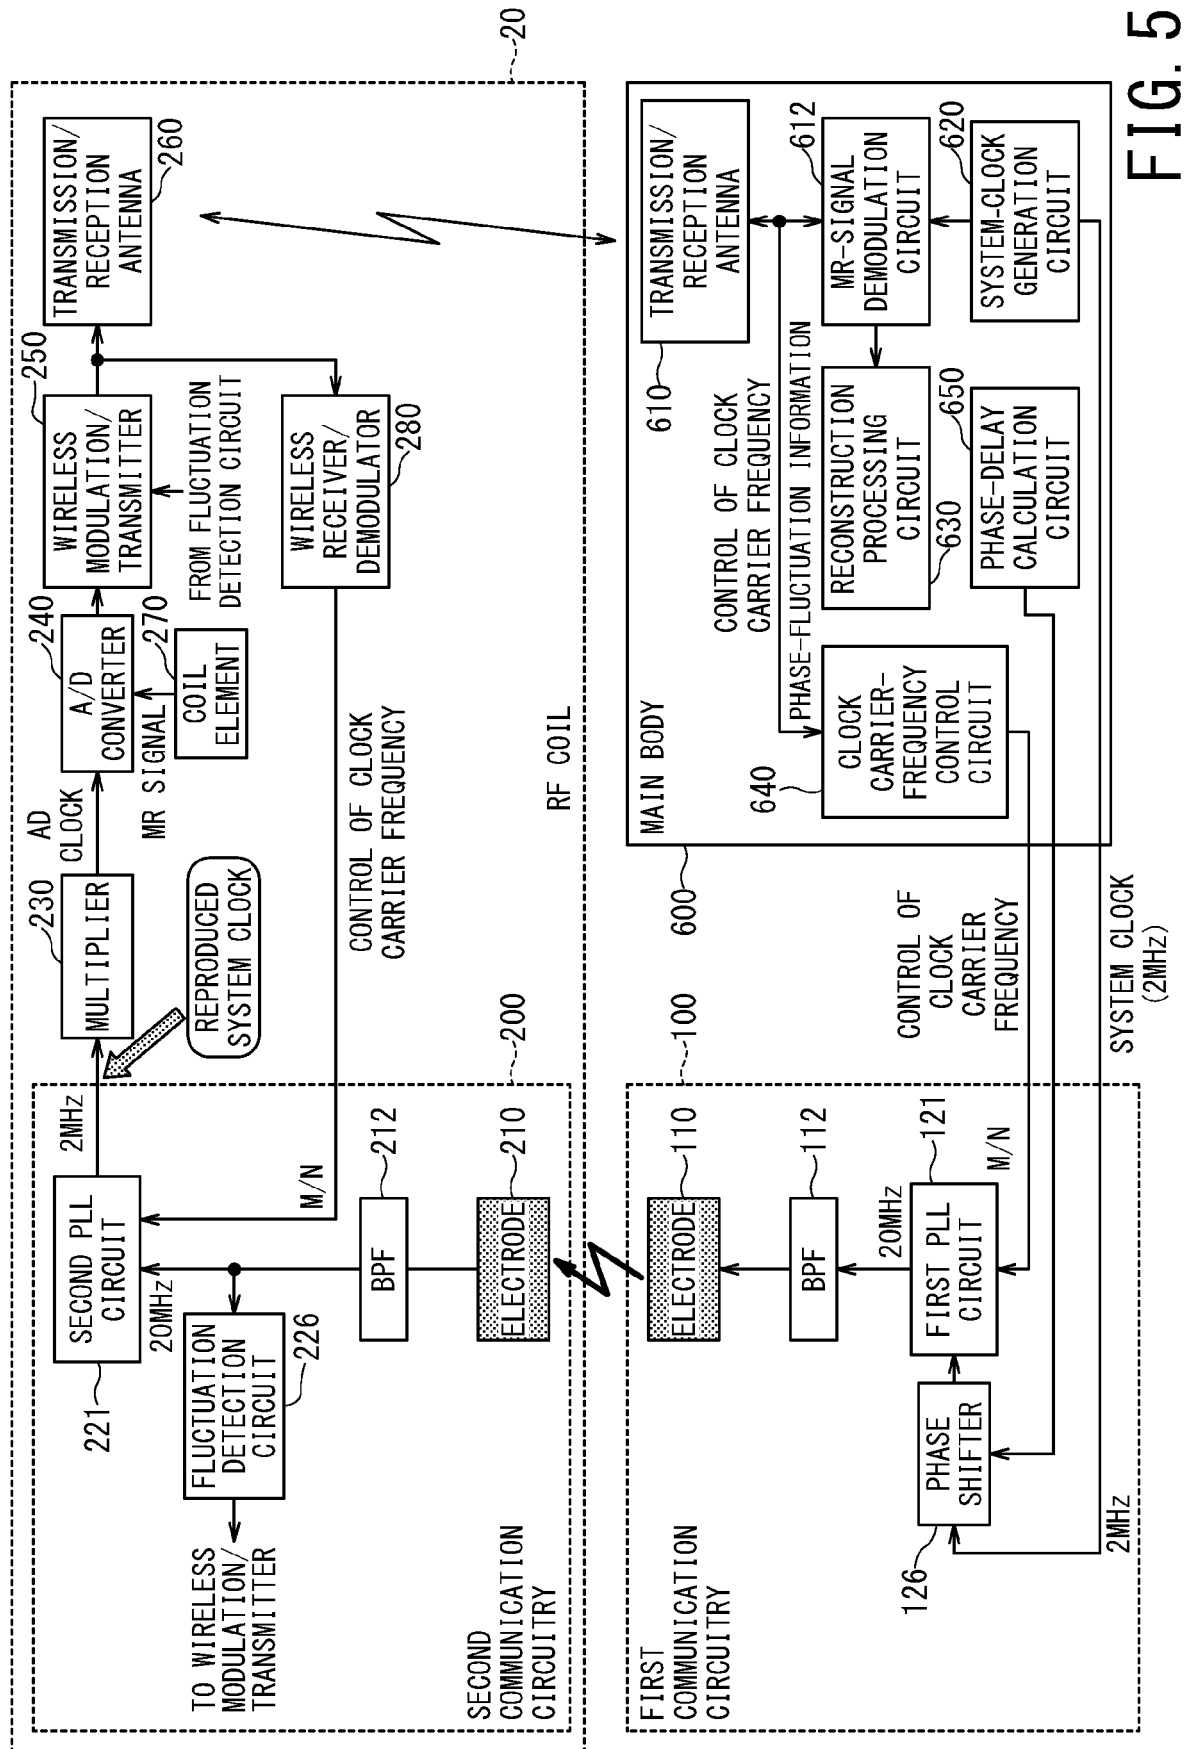 FIG. 5
20
TRANSMISSION/
RECEPTION
ANTENNA
260
250
WIRELESS
MODULATION/
TRANSMITTER
FROM FLUCTUATION
DETECTION CIRCUIT
WIRELESS
RECEIVER/
DEMODULATOR
280
240
A/D
CONVERTER
270
COIL
ELEMENT
MR SIGNAL
AD
CLOCK
230
MULTIPLIER
REPRODUCED
SYSTEM CLOCK
CONTROL OF CLOCK
CARRIER FREQUENCY
RF COIL
200
2MHz
SECOND PLL
CIRCUIT
221
M/N
20MHz
FLUCTUATION
DETECTION
CIRCUIT
226
TO WIRELESS
MODULATION/
TRANSMITTER
BPF
212
ELECTRODE
210
SECOND
COMMUNICATION
CIRCUITRY
TRANSMISSION/
RECEPTION
ANTENNA
610
612
MR-SIGNAL
DEMODULATION
CIRCUIT
620
SYSTEM-CLOCK
GENERATION
CIRCUIT
CONTROL OF CLOCK
CARRIER FREQUENCY
PHASE-FLUCTUATION INFORMATION
RECONSTRUCTION
PROCESSING
CIRCUIT
630
650
PHASE-DELAY
CALCULATION
CIRCUIT
MAIN BODY
640
CLOCK
CARRIER-
FREQUENCY
CONTROL
CIRCUIT
600
CONTROL OF
CLOCK
CARRIER
FREQUENCY
SYSTEM CLOCK
(2MHz)
100
ELECTRODE
110
BPF
112
20MHz
121
M/N
FIRST PLL
CIRCUIT
PHASE
SHIFTER
126
2MHz
FIRST
COMMUNICATION
CIRCUITRY